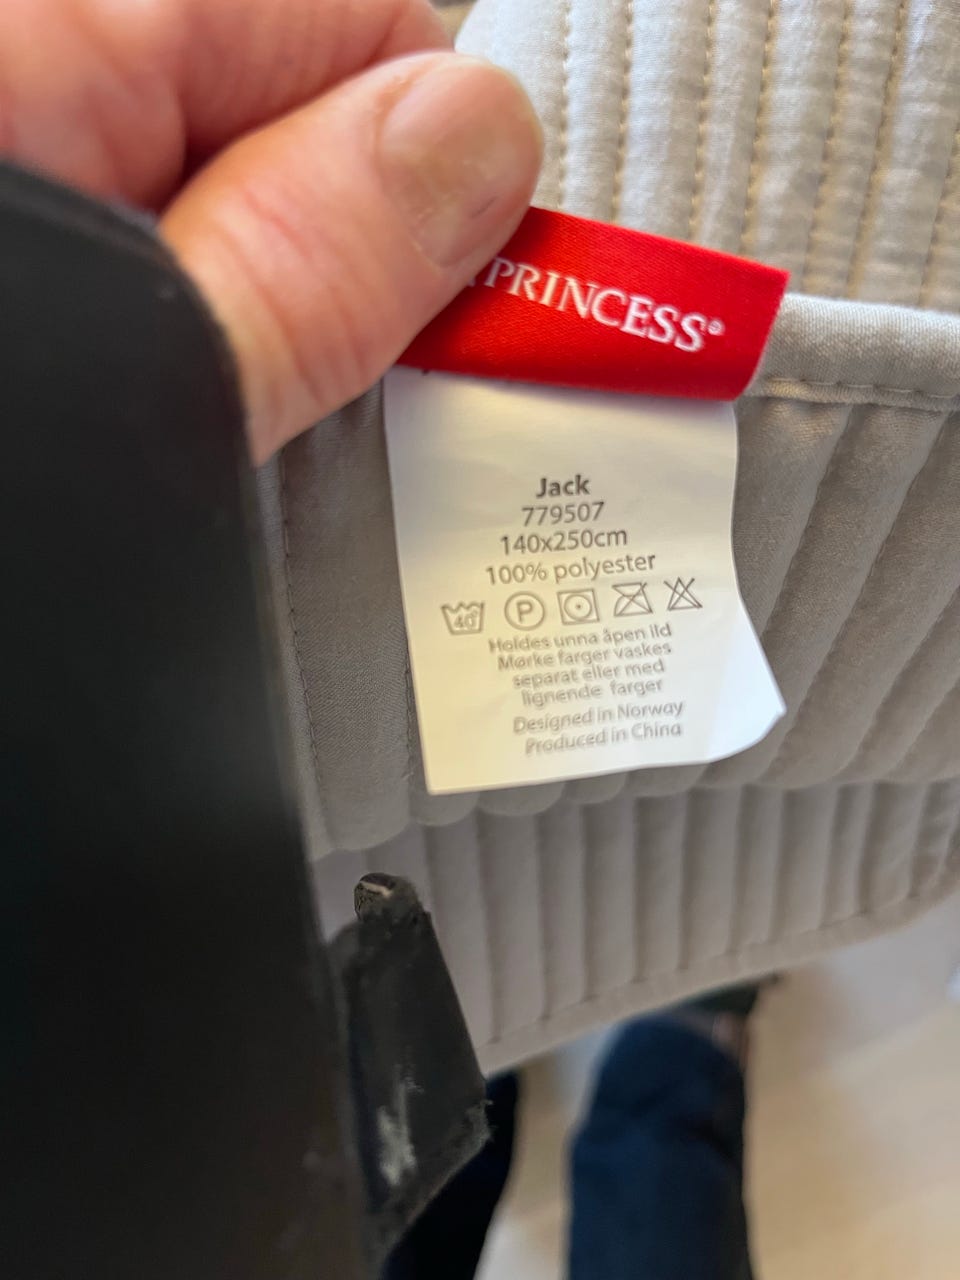 PRINCESS®
Jack
779507
140x250cm
100% polyester
40° P
Holdes unna åpen ild
Mørke farger vaskes
separat eller med
lignende farger
Designed in Norway
Produced in China